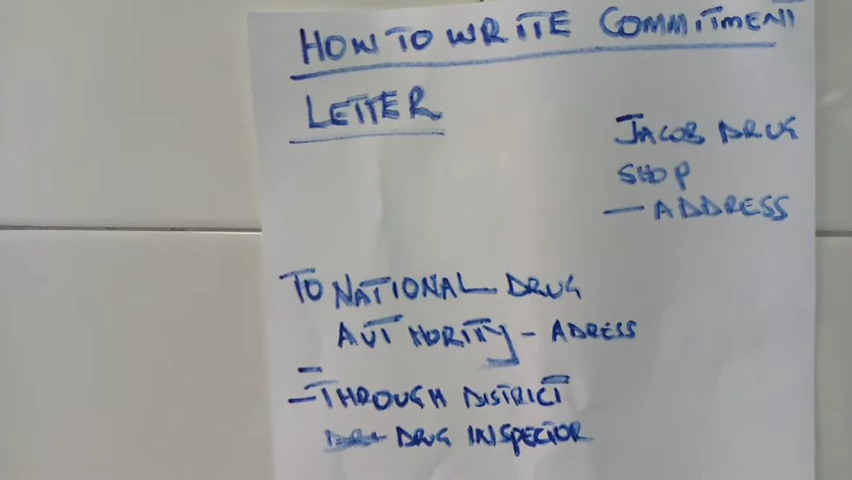 HOW TO WRITE COMMITMENT
LETTER
JACOB DRUG
SHOP
— ADDRESS
TO NATIONAL DRUG
AUTHORITY - ADRESS
- THROUGH DISTRICT
DRUG INSPECTOR